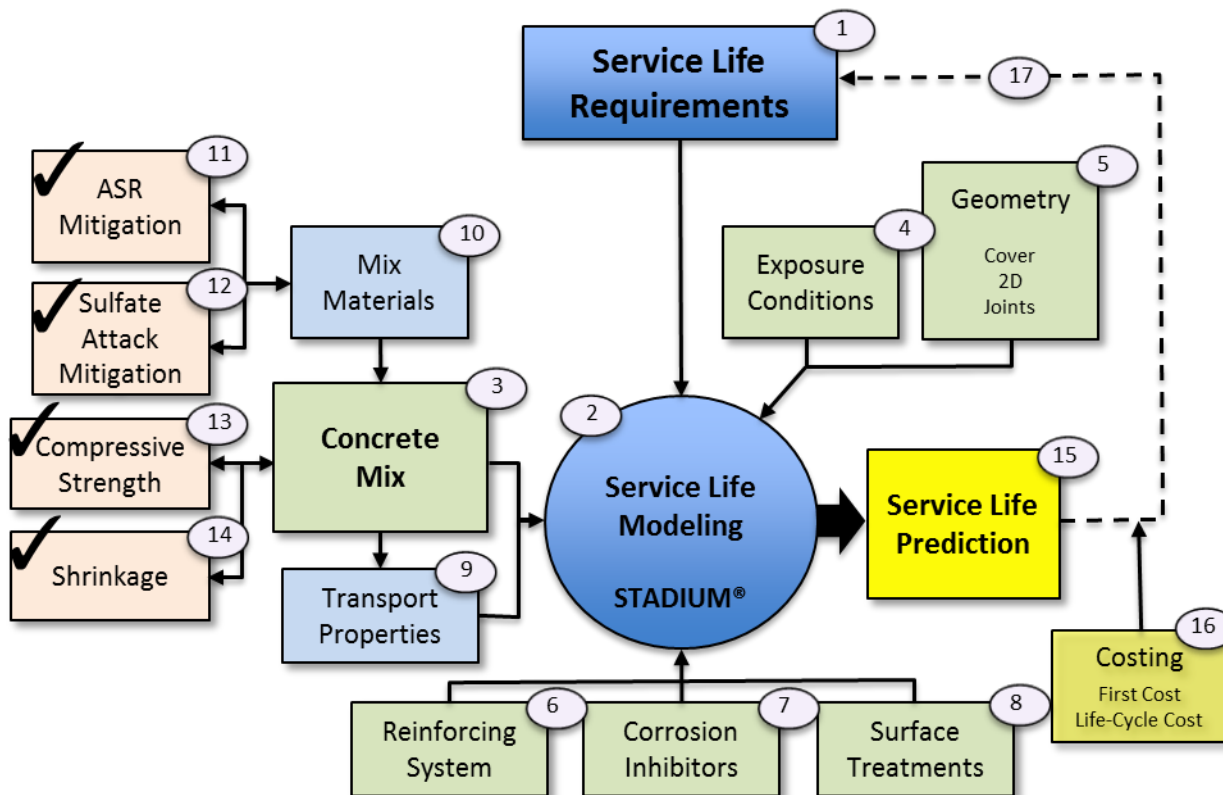 1
Service Life
Requirements
17
11
ASR
Mitigation
5
Geometry
Cover
2D
Joints
4
Exposure
Conditions
10
Mix
Materials
12
Sulfate
Attack
Mitigation
3
Concrete
Mix
2
Service Life
Modeling
STADIUM®
13
Compressive
Strength
15
Service Life
Prediction
14
Shrinkage
9
Transport
Properties
16
Costing
First Cost
Life-Cycle Cost
6
Reinforcing
System
7
Corrosion
Inhibitors
8
Surface
Treatments